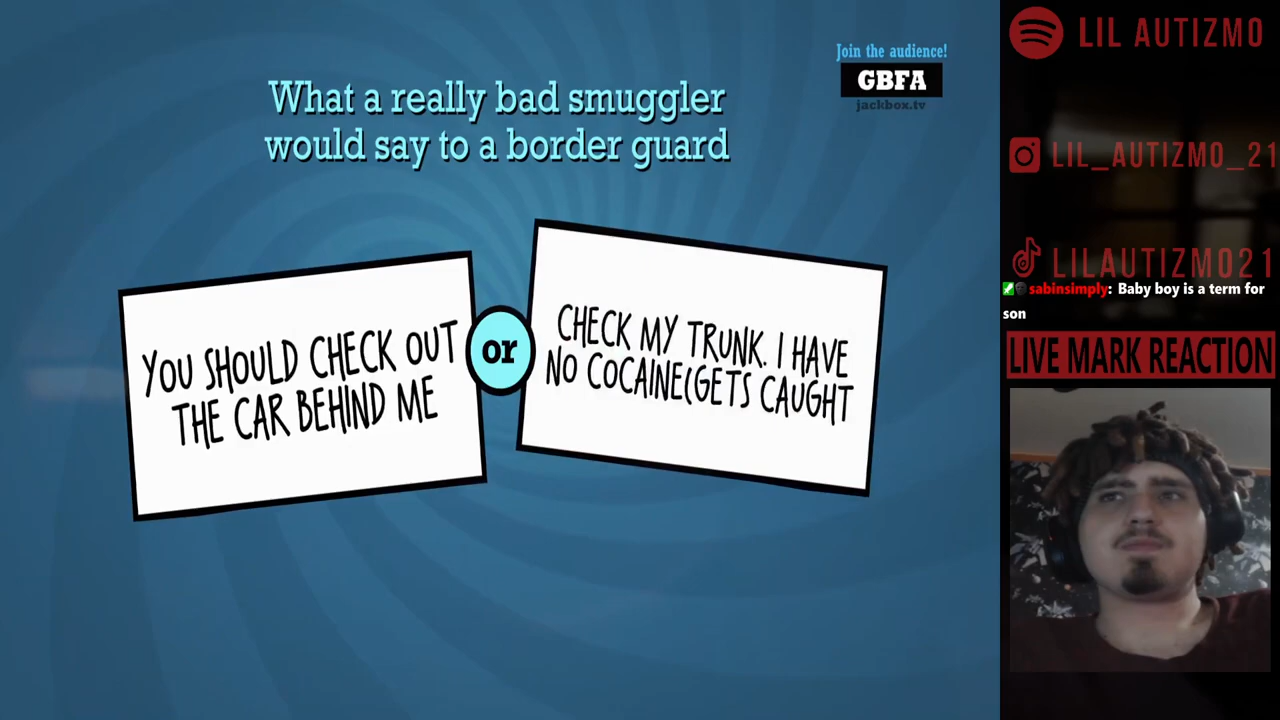 Join the audience!
GBFA
jackbox.tv
What a really bad smuggler
would say to a border guard
YOU SHOULD CHECK OUT
THE CAR BEHIND ME
or
CHECK MY TRUNK. I HAVE
NO COCAINE(GETS CAUGHT
LIL AUTIZMO
LIL_AUTIZMO_21
LILAUTIZMO21
sabinsimply: Baby boy is a term for
son
LIVE MARK REACTION